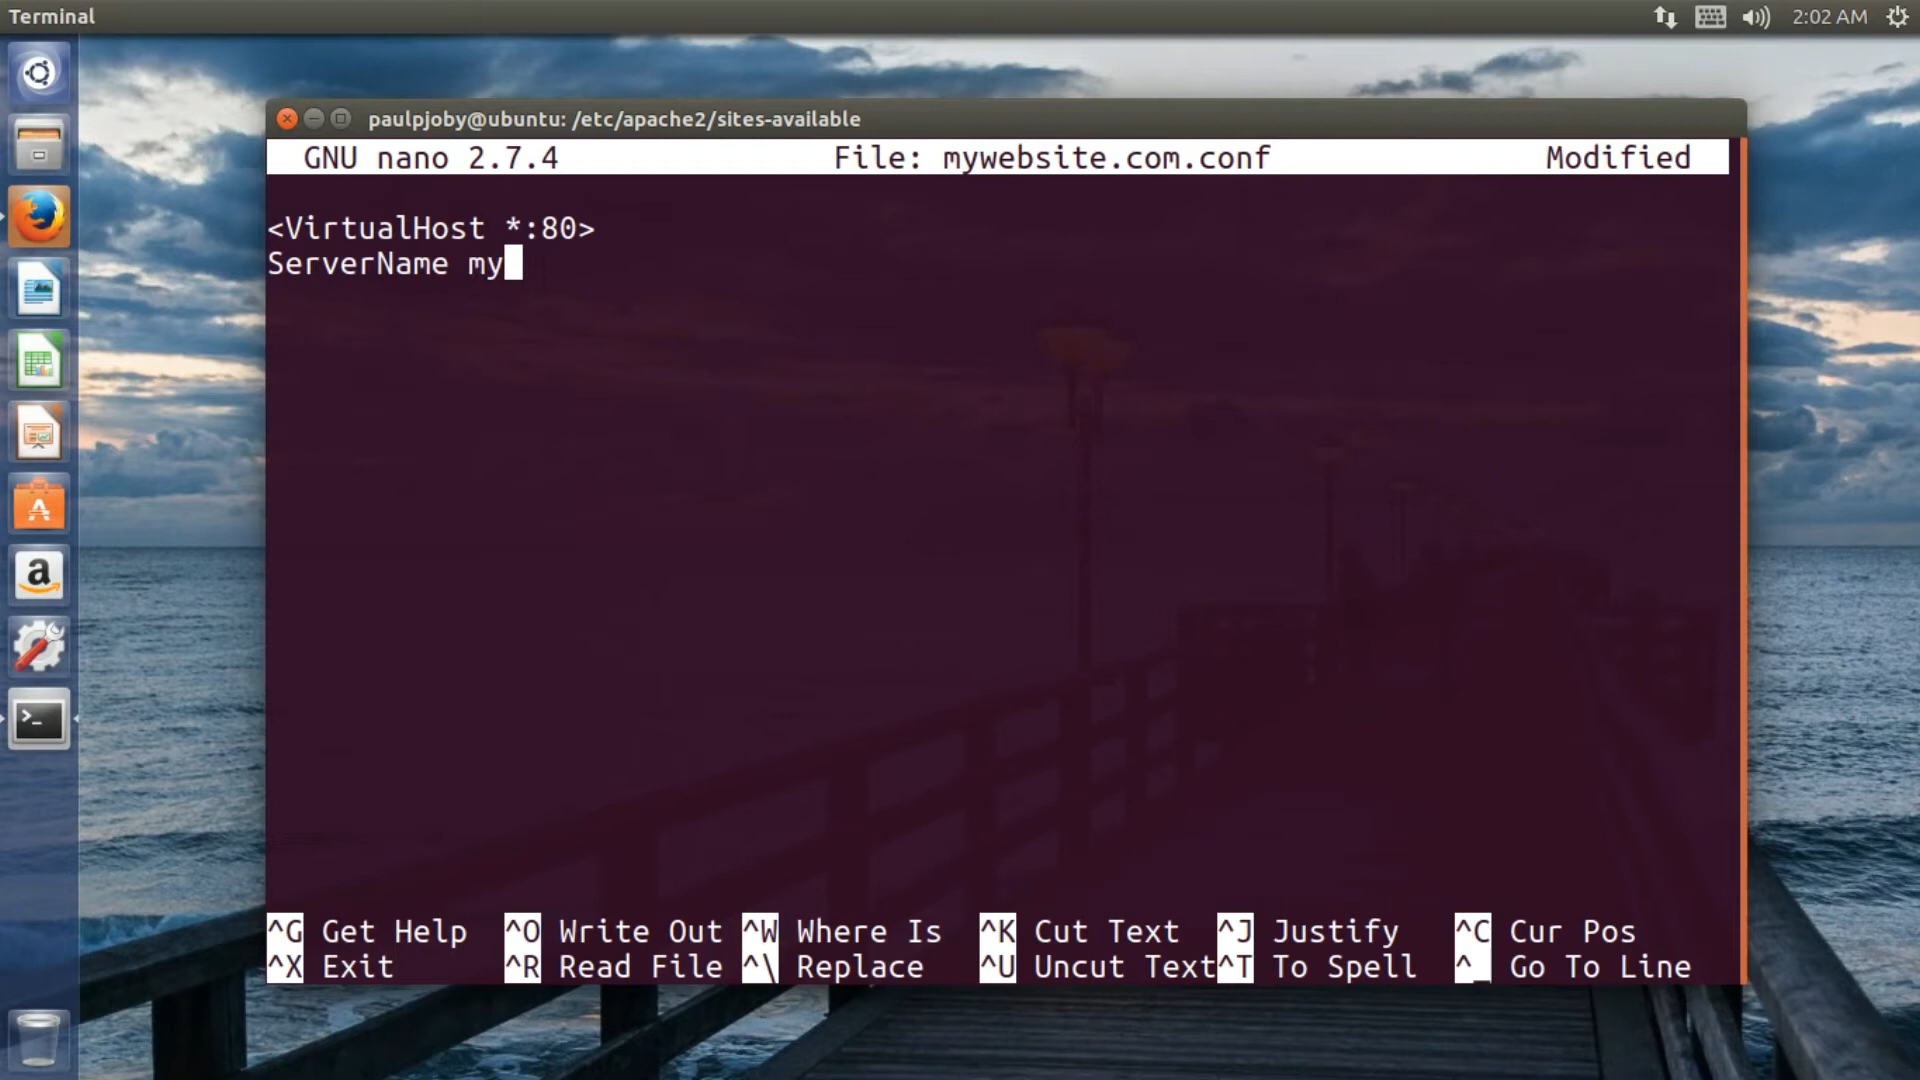 Terminal
2:02 AM
paulpjoby@ubuntu: /etc/apache2/sites-available
GNU nano 2.7.4 File: mywebsite.com.conf Modified
<VirtualHost *:80>
ServerName my
^G Get Help ^O Write Out ^W Where Is ^K Cut Text ^J Justify ^C Cur Pos
^X Exit ^R Read File ^\ Replace ^U Uncut Text ^T To Spell ^_ Go To Line